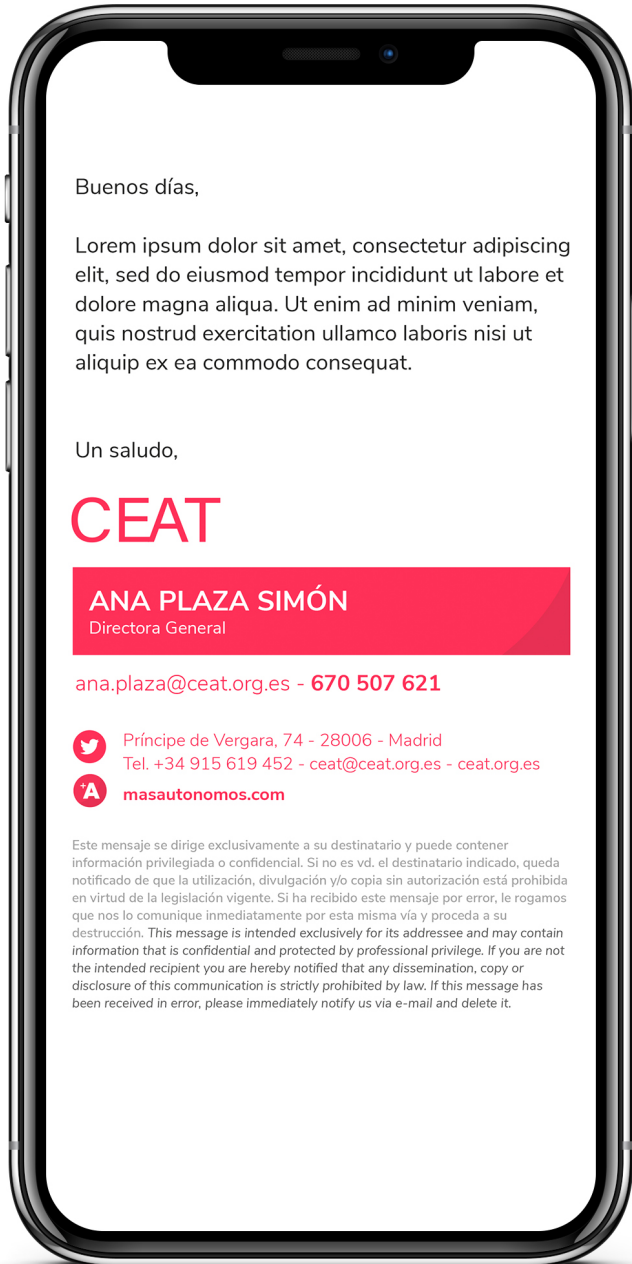 Buenos días,
Lorem ipsum dolor sit amet, consectetur adipiscing
elit, sed do eiusmod tempor incididunt ut labore et
dolore magna aliqua. Ut enim ad minim veniam,
quis nostrud exercitation ullamco laboris nisi ut
aliquip ex ea commodo consequat.
Un saludo,
CEAT
ANA PLAZA SIMÓN
Directora General
ana.plaza@ceat.org.es - 670 507 621
Príncipe de Vergara, 74 - 28006 - Madrid
Tel. +34 915 619 452 - ceat@ceat.org.es - ceat.org.es
+A
masautonomos.com
Este mensaje se dirige exclusivamente a su destinatario y puede contener
información privilegiada o confidencial. Si no es vd. el destinatario indicado, queda
notificado de que la utilización, divulgación y/o copia sin autorización está prohibida
en virtud de la legislación vigente. Si ha recibido este mensaje por error, le rogamos
que nos lo comunique inmediatamente por esta misma vía y proceda a su
destrucción. This message is intended exclusively for its addressee and may contain
information that is confidential and protected by professional privilege. If you are not
the intended recipient you are hereby notified that any dissemination, copy or
disclosure of this communication is strictly prohibited by law. If this message has
been received in error, please immediately notify us via e-mail and delete it.